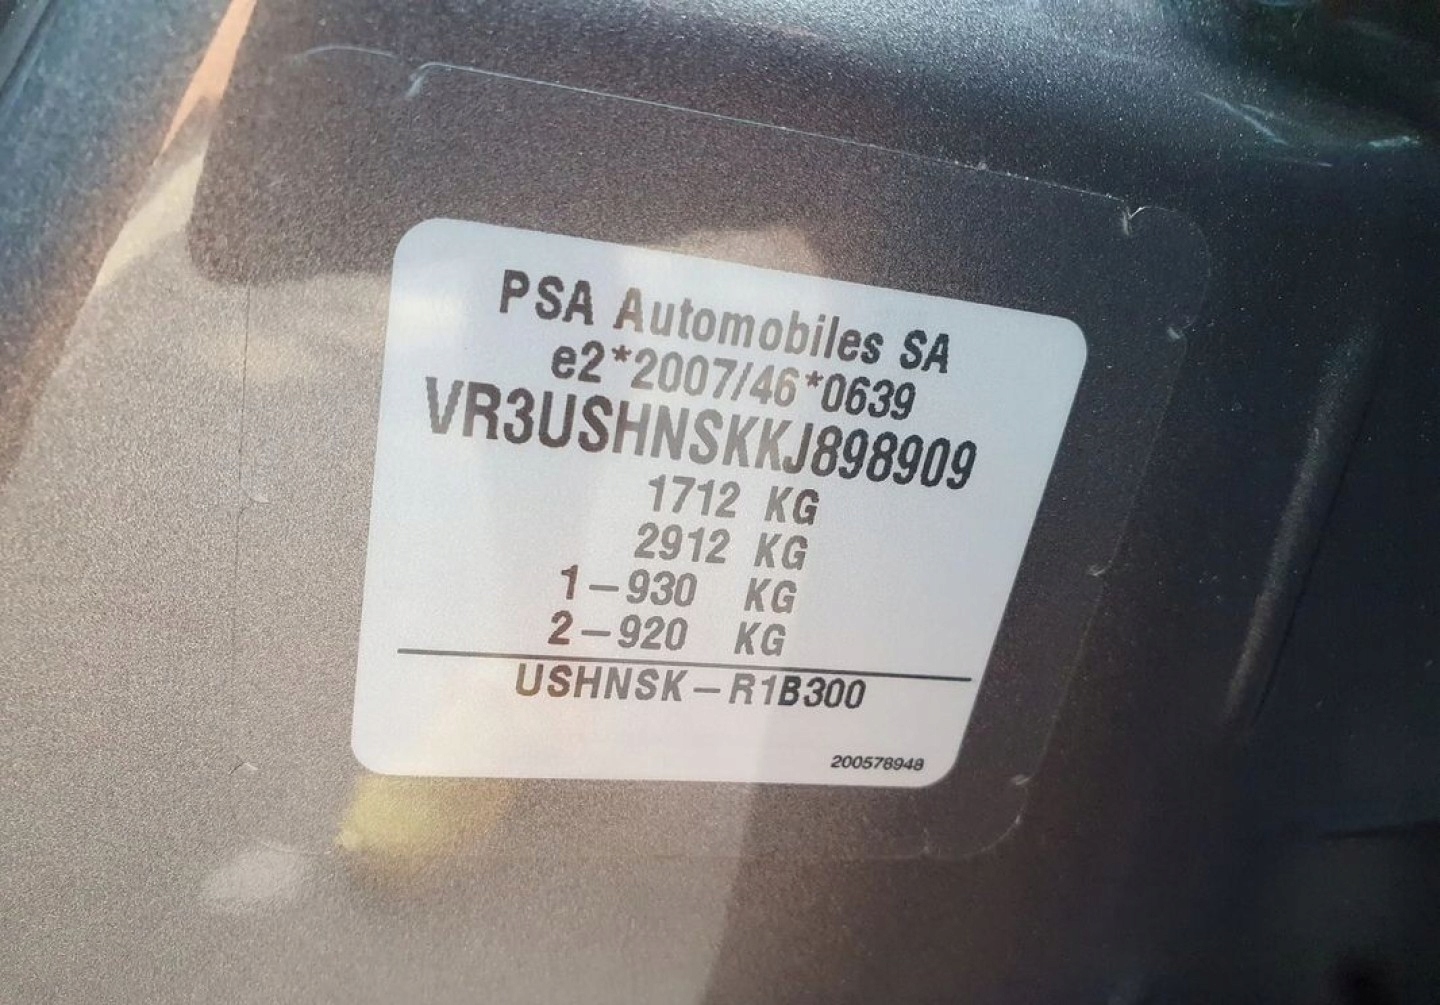 PSA Automobiles SA
e2*2007/46*0639
VR3USHNSKKJ898909
1712 KG
2912 KG
1-930 KG
2-920 KG
USHNSK-R1B300
200578948